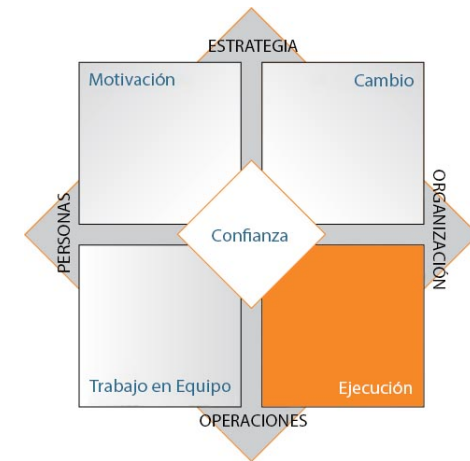 ESTRATEGIA
Motivación
Cambio
PERSONAS
Confianza
ORGANIZACIÓN
Trabajo en Equipo
Ejecución
OPERACIONES